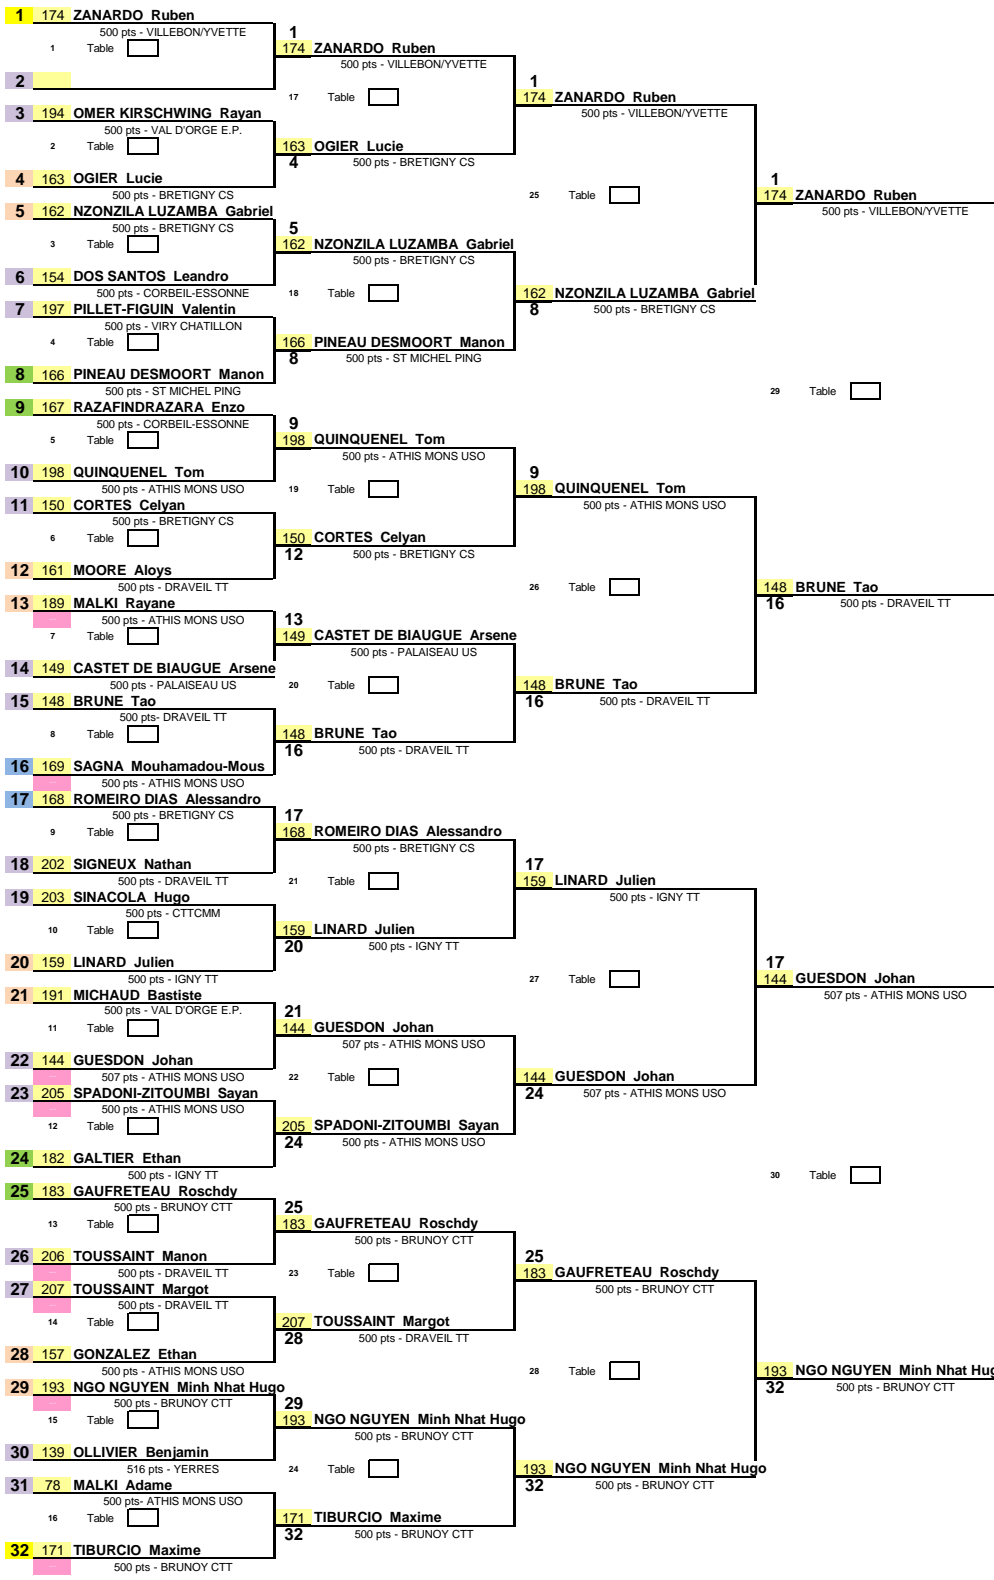 1 174 ZANARDO Ruben
500 pts - VILLEBON/YVETTE
1 Table
2
3 194 OMER KIRSCHWING Rayan
500 pts - VAL D'ORGE E.P.
2 Table
4 163 OGIER Lucie
500 pts - BRETIGNY CS
5 162 NZONZILA LUZAMBA Gabriel
500 pts - BRETIGNY CS
3 Table
6 154 DOS SANTOS Leandro
500 pts - CORBEIL-ESSONNE
7 197 PILLET-FIGUIN Valentin
500 pts - VIRY CHATILLON
4 Table
8 166 PINEAU DESMOORT Manon
500 pts - ST MICHEL PING
9 167 RAZAFINDRAZARA Enzo
500 pts - CORBEIL-ESSONNE
5 Table
10 198 QUINQUENEL Tom
500 pts - ATHIS MONS USO
11 150 CORTES Celyan
500 pts - BRETIGNY CS
6 Table
12 161 MOORE Aloys
500 pts - DRAVEIL TT
13 189 MALKI Rayane
500 pts - ATHIS MONS USO
7 Table
14 149 CASTET DE BIAUGUE Arsene
500 pts - PALAISEAU US
15 148 BRUNE Tao
500 pts- DRAVEIL TT
8 Table
16 169 SAGNA Mouhamadou-Mous
500 pts - ATHIS MONS USO
17 168 ROMEIRO DIAS Alessandro
500 pts - BRETIGNY CS
9 Table
18 202 SIGNEUX Nathan
500 pts - DRAVEIL TT
19 203 SINACOLA Hugo
500 pts - CTTCMM
10 Table
20 159 LINARD Julien
500 pts - IGNY TT
21 191 MICHAUD Bastiste
500 pts - VAL D'ORGE E.P.
11 Table
22 144 GUESDON Johan
507 pts - ATHIS MONS USO
23 205 SPADONI-ZITOUMBI Sayan
500 pts - ATHIS MONS USO
12 Table
24 182 GALTIER Ethan
500 pts - IGNY TT
25 183 GAUFRETEAU Roschdy
500 pts - BRUNOY CTT
13 Table
26 206 TOUSSAINT Manon
500 pts - DRAVEIL TT
27 207 TOUSSAINT Margot
500 pts - DRAVEIL TT
14 Table
28 157 GONZALEZ Ethan
500 pts - ATHIS MONS USO
29 193 NGO NGUYEN Minh Nhat Hugo
500 pts - BRUNOY CTT
15 Table
30 139 OLLIVIER Benjamin
516 pts - YERRES
31 78 MALKI Adame
500 pts- ATHIS MONS USO
16 Table
32 171 TIBURCIO Maxime
500 pts - BRUNOY CTT
1
174 ZANARDO Ruben
500 pts - VILLEBON/YVETTE
17 Table
163 OGIER Lucie
4 500 pts - BRETIGNY CS
5
162 NZONZILA LUZAMBA Gabriel
500 pts - BRETIGNY CS
18 Table
166 PINEAU DESMOORT Manon
8 500 pts - ST MICHEL PING
9
198 QUINQUENEL Tom
500 pts - ATHIS MONS USO
19 Table
150 CORTES Celyan
12 500 pts - BRETIGNY CS
13
149 CASTET DE BIAUGUE Arsene
500 pts - PALAISEAU US
20 Table
148 BRUNE Tao
16 500 pts - DRAVEIL TT
17
168 ROMEIRO DIAS Alessandro
500 pts - BRETIGNY CS
21 Table
159 LINARD Julien
20 500 pts - IGNY TT
21
144 GUESDON Johan
507 pts - ATHIS MONS USO
22 Table
205 SPADONI-ZITOUMBI Sayan
24 500 pts - ATHIS MONS USO
25
183 GAUFRETEAU Roschdy
500 pts - BRUNOY CTT
23 Table
207 TOUSSAINT Margot
28 500 pts - DRAVEIL TT
29
193 NGO NGUYEN Minh Nhat Hugo
500 pts - BRUNOY CTT
24 Table
171 TIBURCIO Maxime
32 500 pts - BRUNOY CTT
1
174 ZANARDO Ruben
500 pts - VILLEBON/YVETTE
25 Table
162 NZONZILA LUZAMBA Gabriel
8 500 pts - BRETIGNY CS
9
198 QUINQUENEL Tom
500 pts - ATHIS MONS USO
26 Table
148 BRUNE Tao
16 500 pts - DRAVEIL TT
17
159 LINARD Julien
500 pts - IGNY TT
27 Table
144 GUESDON Johan
24 507 pts - ATHIS MONS USO
25
183 GAUFRETEAU Roschdy
500 pts - BRUNOY CTT
28 Table
193 NGO NGUYEN Minh Nhat Hugo
32 500 pts - BRUNOY CTT
1
174 ZANARDO Ruben
500 pts - VILLEBON/YVETTE
29 Table
148 BRUNE Tao
16 500 pts - DRAVEIL TT
17
144 GUESDON Johan
507 pts - ATHIS MONS USO
30 Table
193 NGO NGUYEN Minh Nhat Hug
32 500 pts - BRUNOY CTT